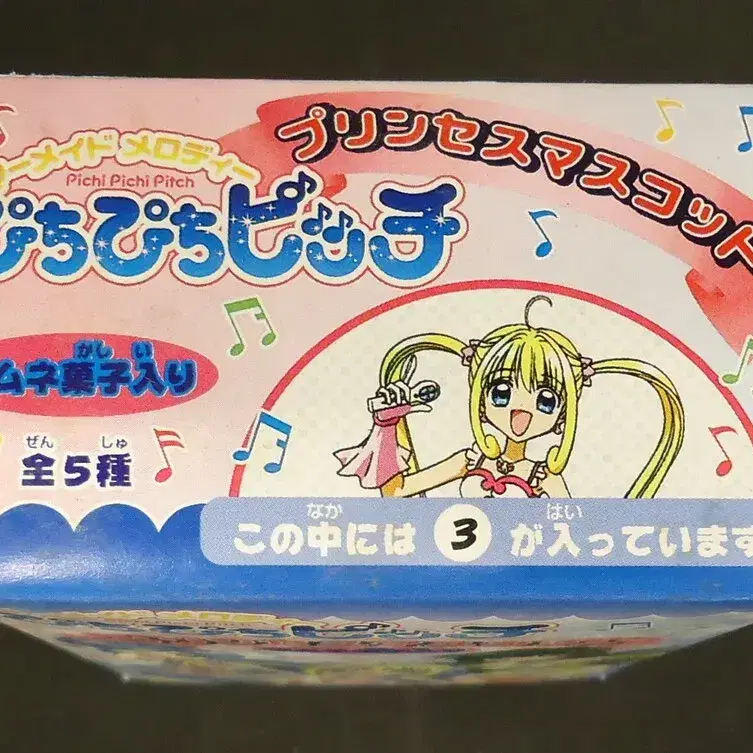 プリンセスマスコット
ーメイド メロディー
Pichi Pichi Pitch
ぴちぴちピッチ
かし い
ムネ菓子入り
ぜん しゅ
全5種
なか はい
この中には 3 が入っています